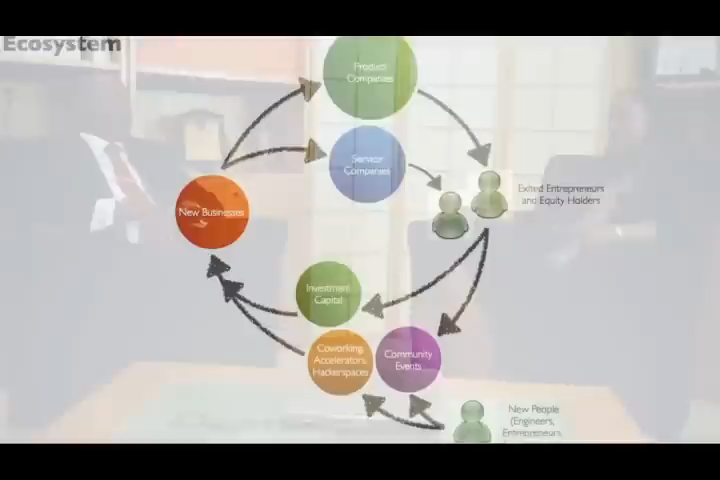 Ecosystem
Product
Companies
Service
Companies
New Businesses
Exited Entrepreneurs
and Equity Holders
Investment
Capital
Coworking,
Accelerators,
Hackerspaces
Community
Events
New People
(Engineers,
Entrepreneurs